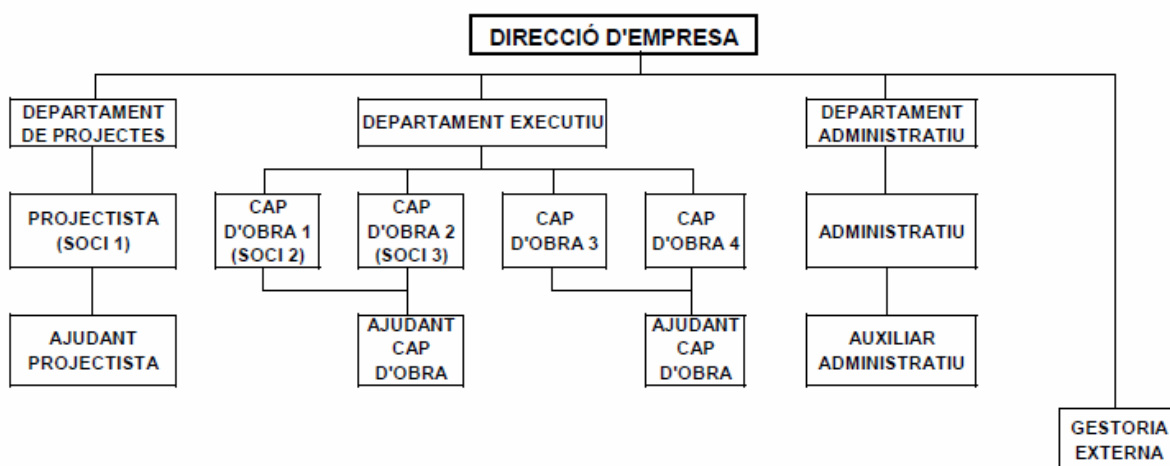 DIRECCIÓ D'EMPRESA
DEPARTAMENT
DE PROJECTES
DEPARTAMENT EXECUTIU
DEPARTAMENT
ADMINISTRATIU
PROJECTISTA
(SOCI 1)
CAP
D'OBRA 1
(SOCI 2)
CAP
D'OBRA 2
(SOCI 3)
CAP
D'OBRA 3
CAP
D'OBRA 4
ADMINISTRATIU
AJUDANT
PROJECTISTA
AJUDANT
CAP
D'OBRA
AJUDANT
CAP
D'OBRA
AUXILIAR
ADMINISTRATIU
GESTORIA
EXTERNA